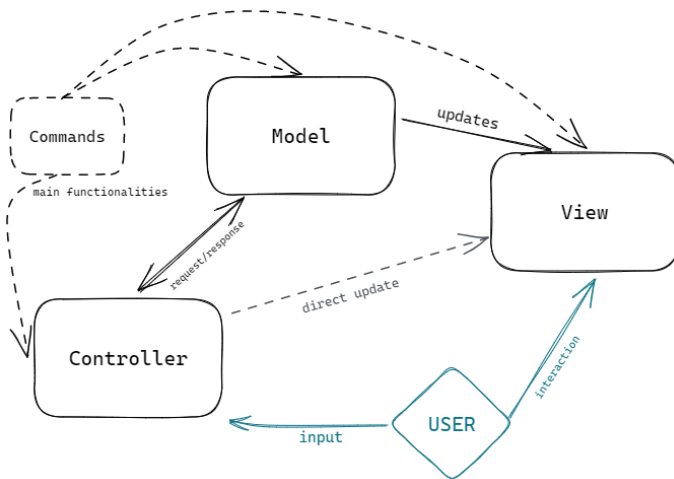 Model
updates
Commands
main functionalities
View
request/response
direct update
Controller
interaction
USER
input